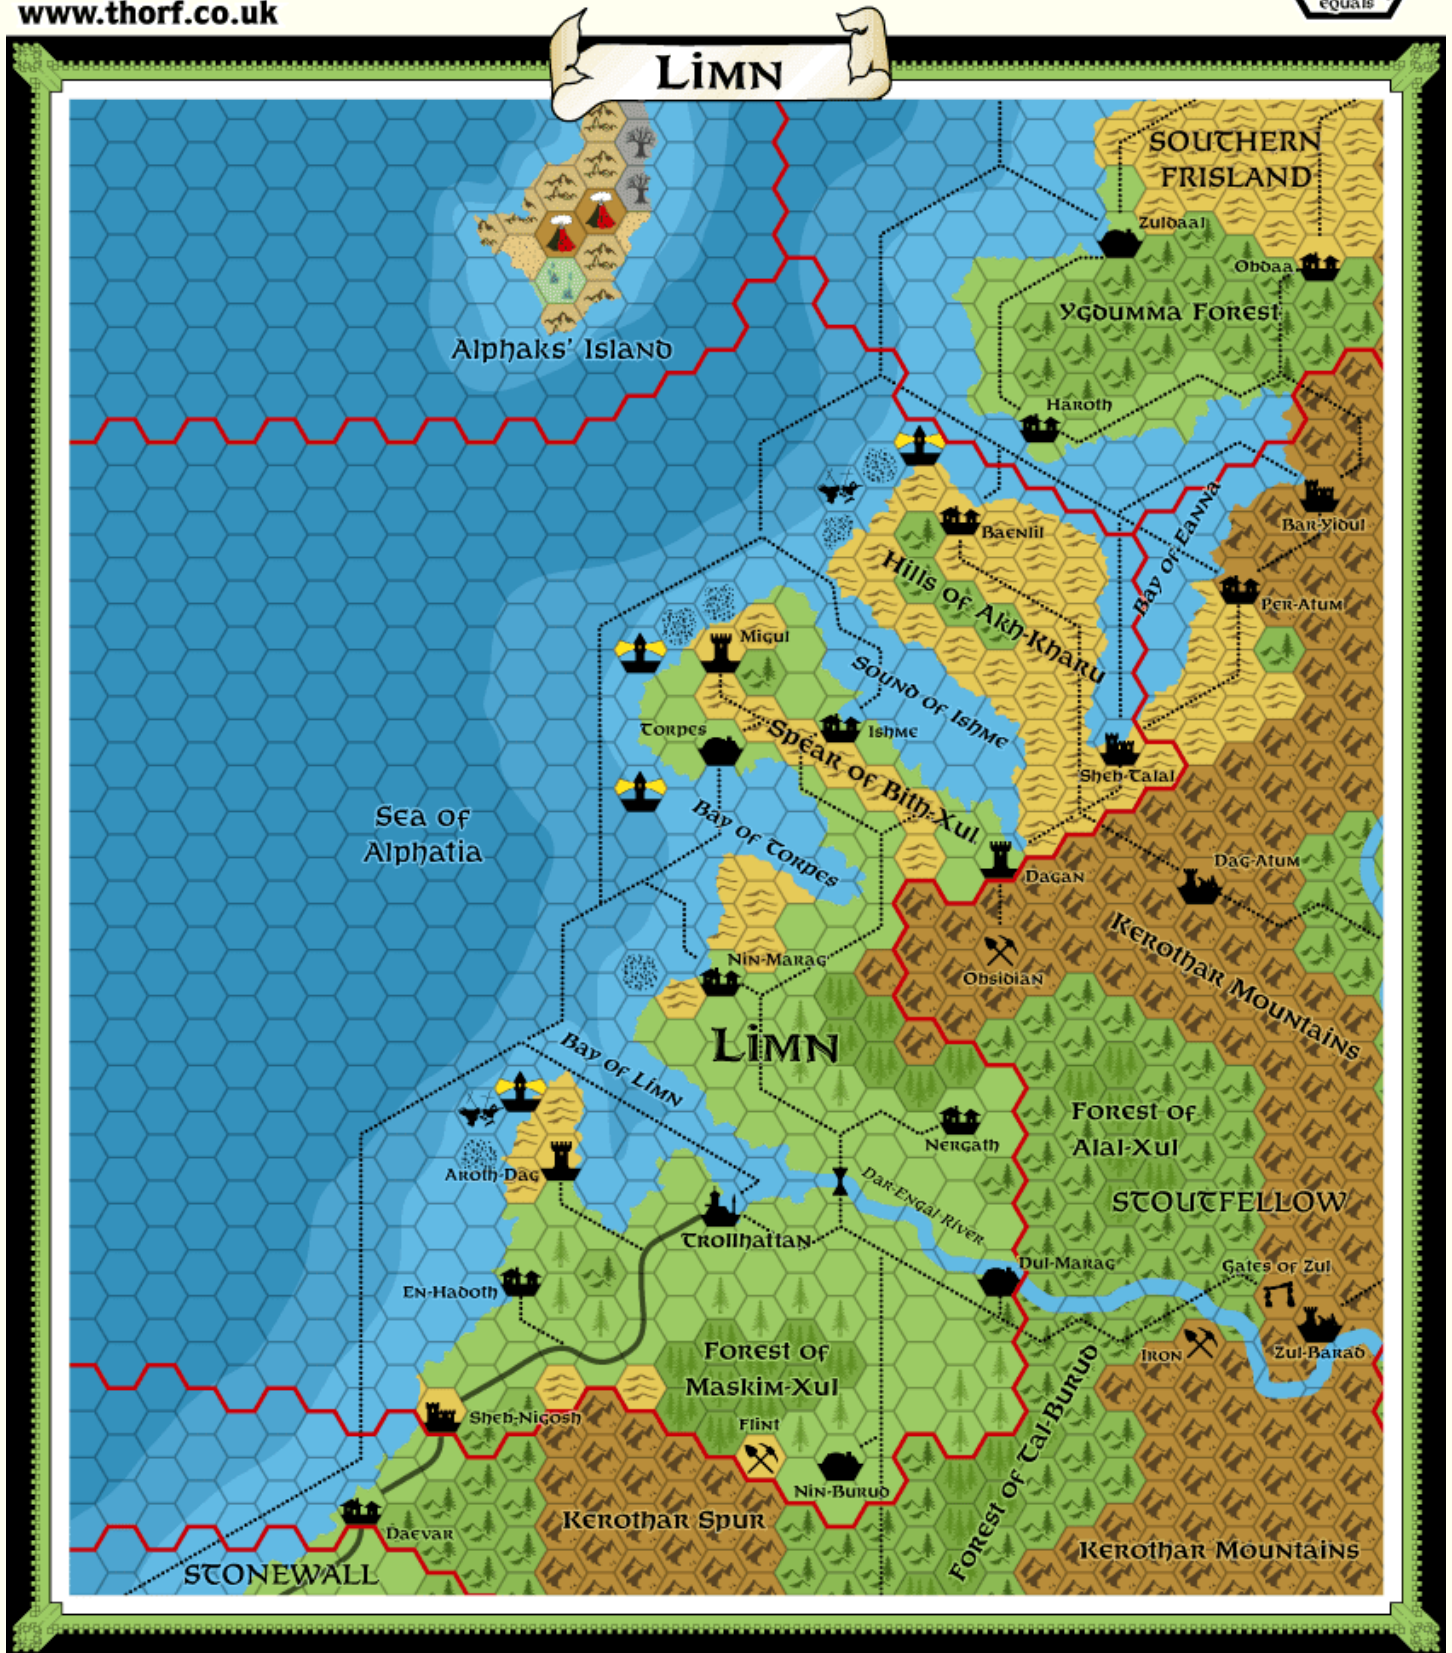 www.thorf.co.uk
equals
Limn
SOUTHERN
FRISLAND
Zuldaal
Obdaa
Ygdumma Forest
Alphaks' Island
Haroth
Bay of Eanna
Bar-Yidul
Baenlil
Hills of Akh-Kharu
Per-Atum
Migul
Sound of Ishme
Torpes
Ishme
Spear of Bith-Xul
Sheb-Talal
Sea of
Alphatia
Bay of Torpes
Dagan
Dag-Atum
Kerothar Mountains
Nin-Marag
Obsidian
Limn
Bay of Limn
Forest of
Alal-Xul
Nergath
Aroth-Dag
Dar-Engal River
STOUTFELLOW
Trollhattan
Dul-Marag
Gates of Zul
En-Hadoth
Iron
Zul-Barad
Forest of
Maskim-Xul
Forest of Tal-Burud
Sheb-Nigosh
Flint
Nin-Burud
Kerothar Spur
Daevar
Kerothar Mountains
STONEWALL